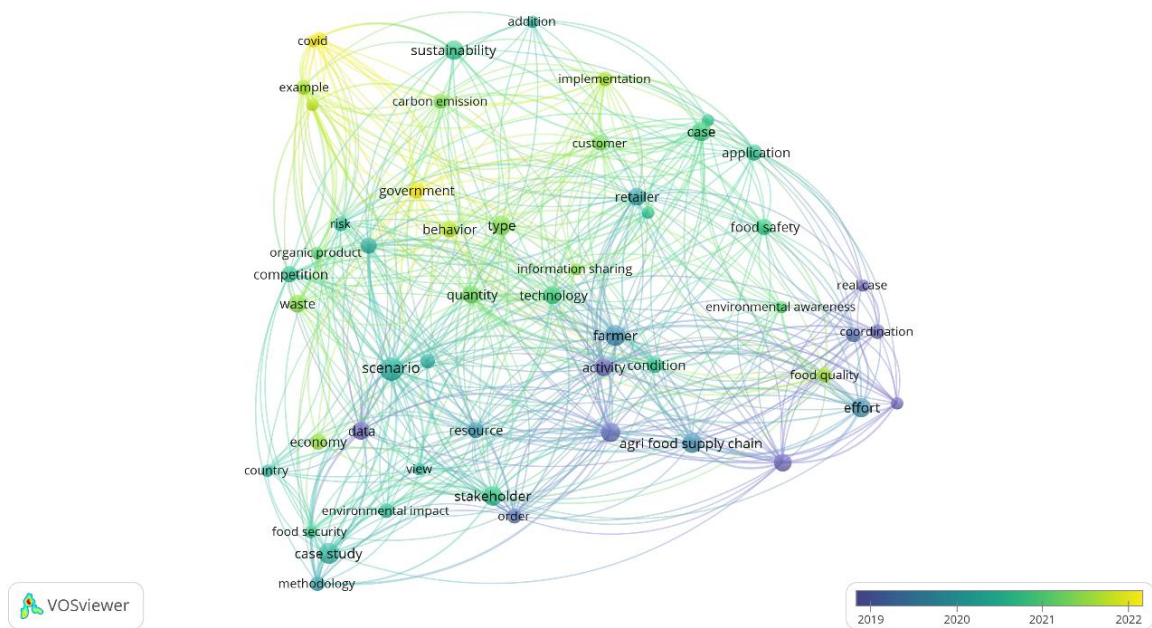 addition
covid
sustainability
implementation
example
carbon emission
case
customer
application
government
retailer
risk
behavior
type
food safety
organic product
information sharing
competition
real case
waste
quantity
technology
environmental awareness
farmer
coordination
scenario
activity
condition
food quality
effort
data
resource
economy
agri food supply chain
country
view
stakeholder
environmental impact
order
food security
case study
methodology
VOSviewer
2019
2020
2021
2022